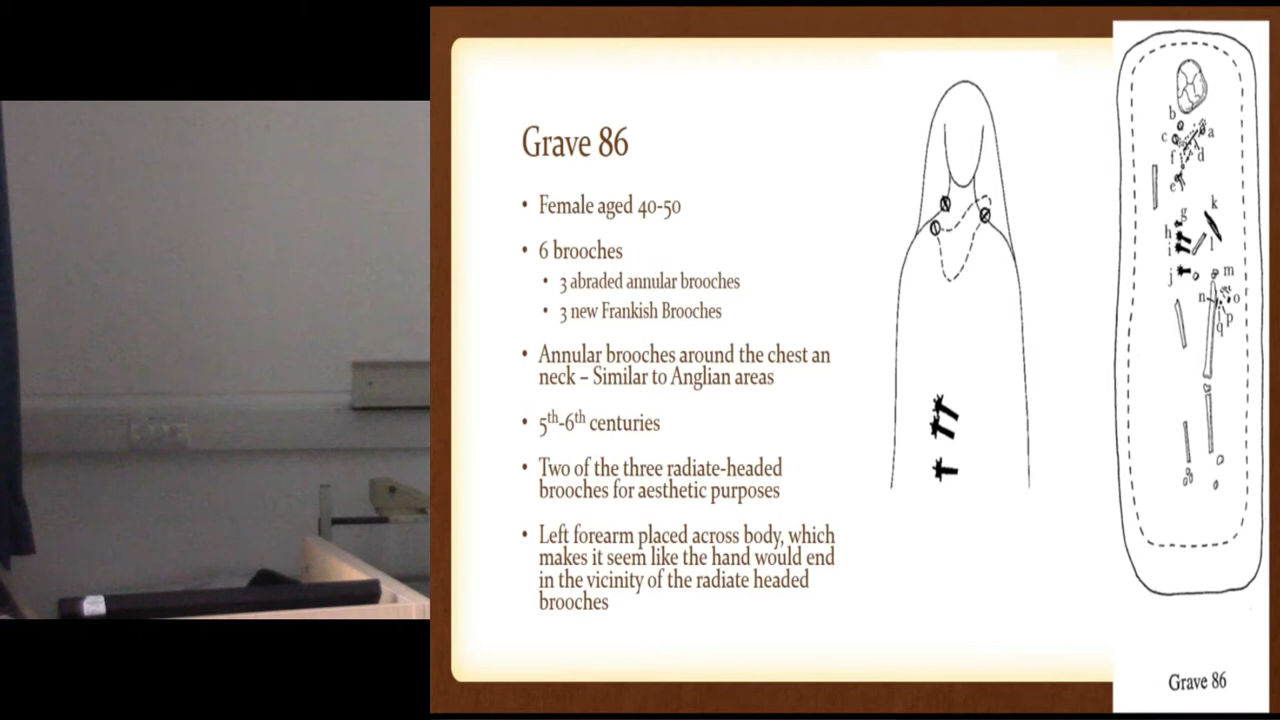 Grave 86
• Female aged 40-50
• 6 brooches
• 3 abraded annular brooches
• 3 new Frankish Brooches
• Annular brooches around the chest an
neck – Similar to Anglian areas
• 5th-6th centuries
• Two of the three radiate-headed
brooches for aesthetic purposes
• Left forearm placed across body, which
makes it seem like the hand would end
in the vicinity of the radiate headed
brooches
b
a
c
f
d
e
k
g
h
i
l
j
m
n
o
p
q
Grave 86